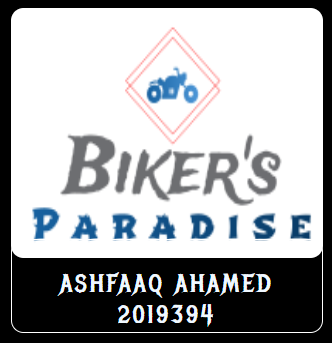 BIKER'S
PARADISE
ASHFAAQ AHAMED
2019394